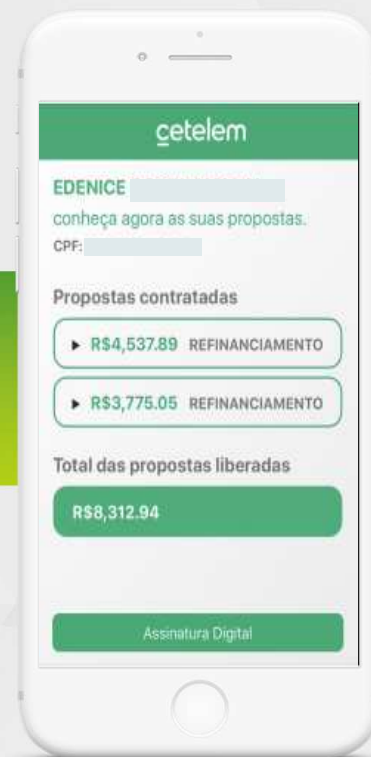 cetelem
EDENICE
conheça agora as suas propostas.
CPF:
Propostas contratadas
▶ R$4,537.89 REFINANCIAMENTO
▶ R$3,775.05 REFINANCIAMENTO
Total das propostas liberadas
R$8,312.94
Assinatura Digital